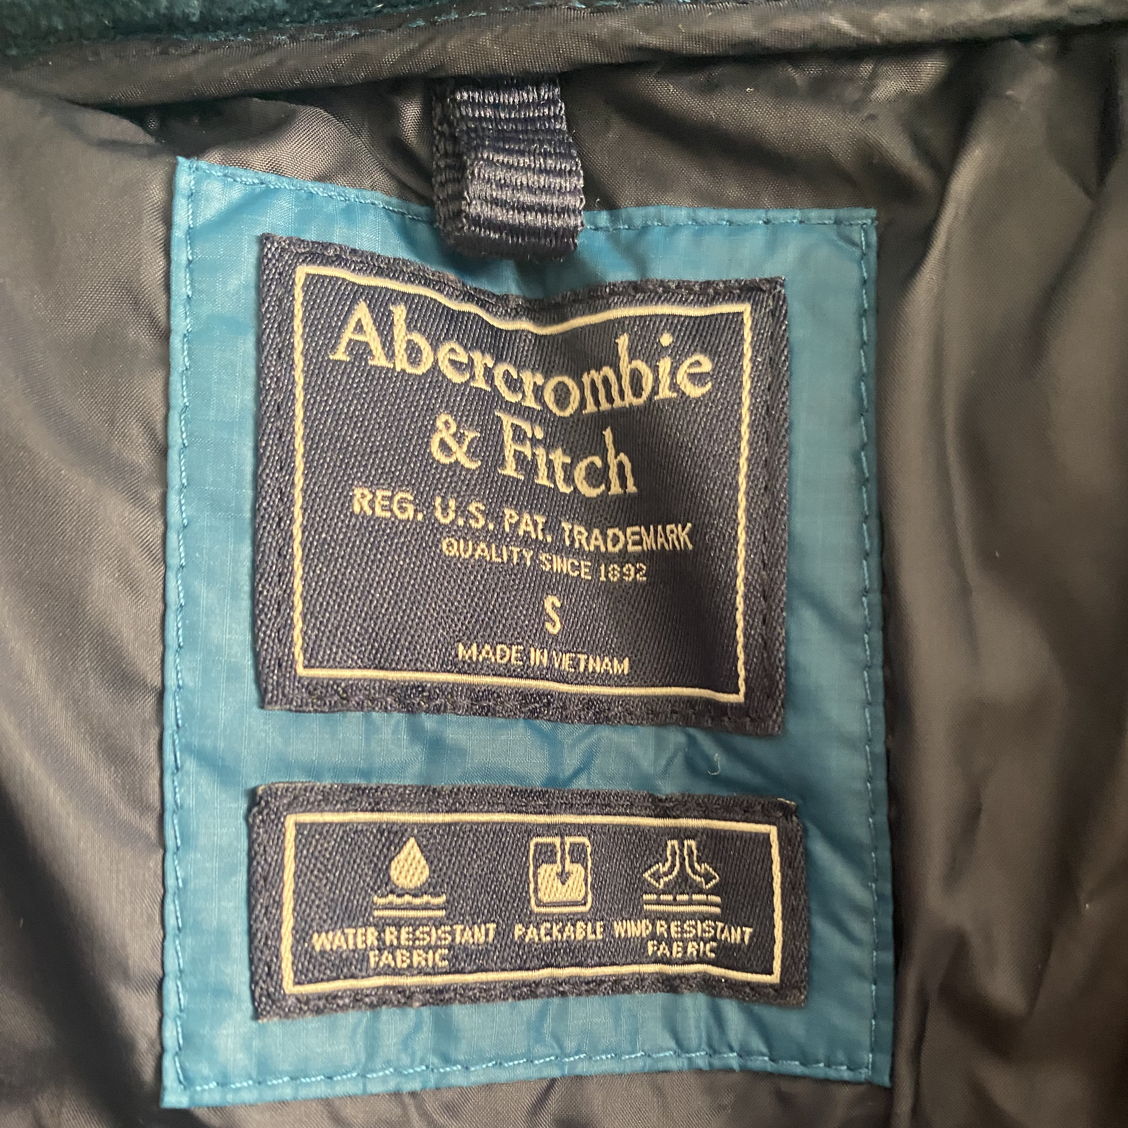 Abercrombie
& Fitch
REG. U.S. PAT. TRADEMARK
QUALITY SINCE 1892
S
MADE IN VIETNAM
WATER RESISTANT
FABRIC
PACKABLE
WIND RESISTANT
FABRIC